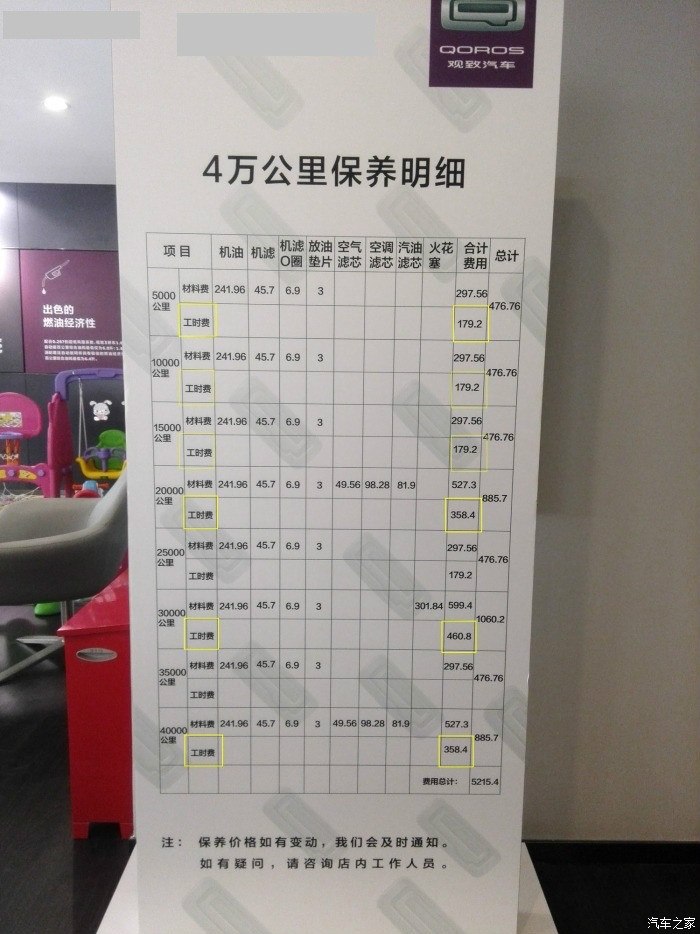 QOROS
观致汽车
4万公里保养明细
项目 机油 机滤 机滤O圈 放油垫片 空气滤芯 空调滤芯 汽油滤芯 火花塞 合计费用 总计
5000公里 材料费 241.96 45.7 6.9 3 297.56 476.76
工时费 179.2
10000公里 材料费 241.96 45.7 6.9 3 297.56 476.76
工时费 179.2
15000公里 材料费 241.96 45.7 6.9 3 297.56 476.76
工时费 179.2
20000公里 材料费 241.96 45.7 6.9 3 49.56 98.28 81.9 527.3 885.7
工时费 358.4
25000公里 材料费 241.96 45.7 6.9 3 297.56 476.76
工时费 179.2
30000公里 材料费 241.96 45.7 6.9 3 301.84 599.4 1060.2
工时费 460.8
35000公里 材料费 241.96 45.7 6.9 3 297.56 476.76
工时费
40000公里 材料费 241.96 45.7 6.9 3 49.56 98.28 81.9 527.3 885.7
工时费 358.4
费用总计: 5215.4
注: 保养价格如有变动,我们会及时通知。
如有疑问,请咨询店内工作人员。
出色的
燃油经济性
汽车之家